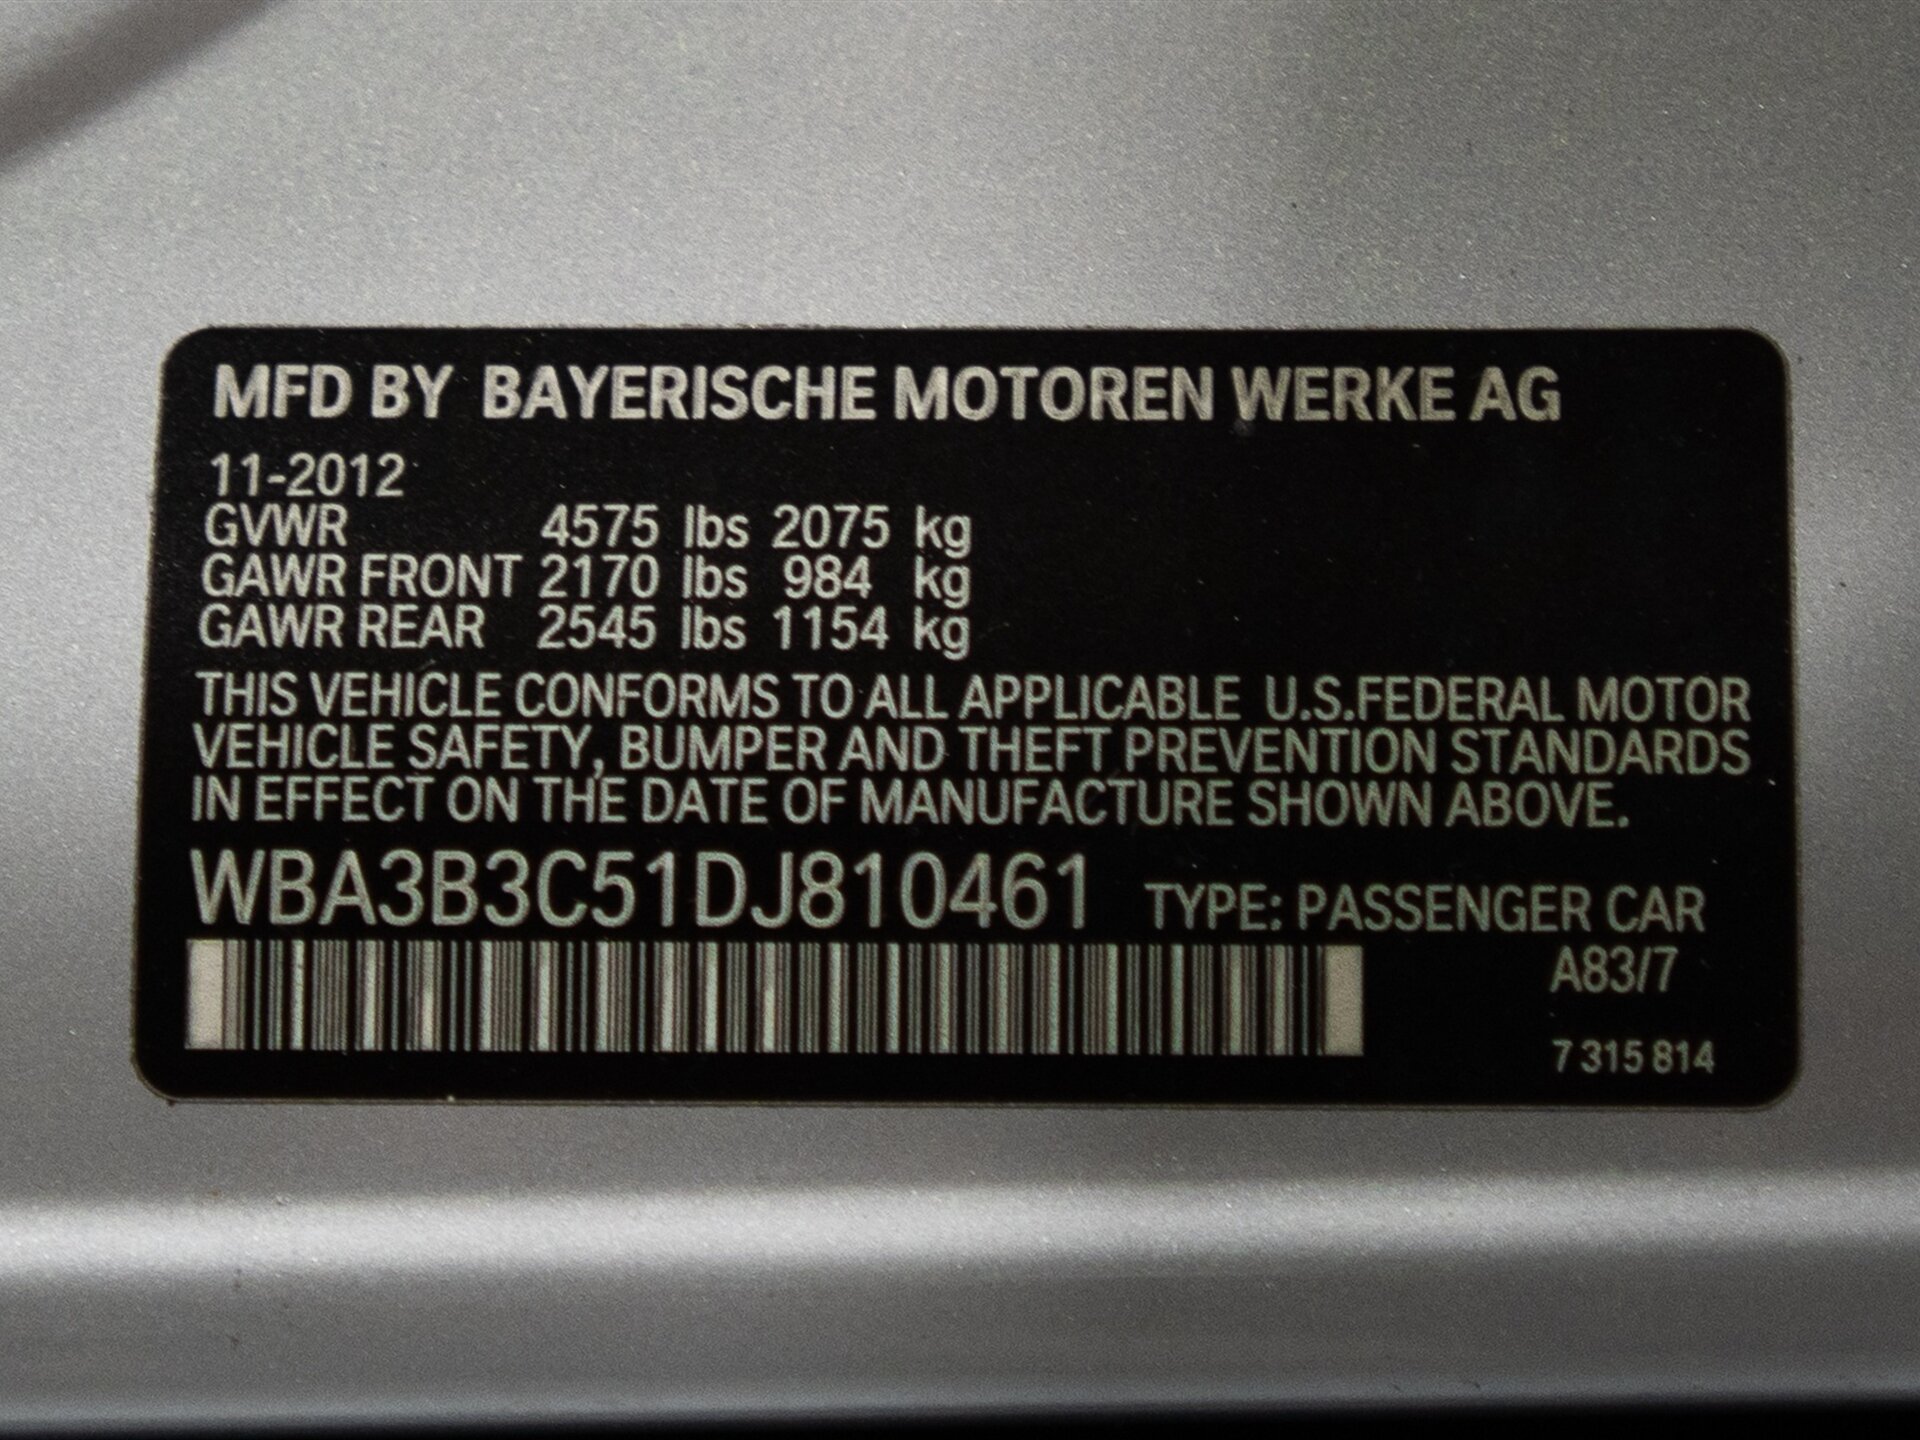 MFD BY BAYERISCHE MOTOREN WERKE AG
11-2012
GVWR 4575 lbs 2075 kg
GAWR FRONT 2170 lbs 984 kg
GAWR REAR 2545 lbs 1154 kg
THIS VEHICLE CONFORMS TO ALL APPLICABLE U.S.FEDERAL MOTOR
VEHICLE SAFETY, BUMPER AND THEFT PREVENTION STANDARDS
IN EFFECT ON THE DATE OF MANUFACTURE SHOWN ABOVE.
WBA3B3C51DJ810461 TYPE: PASSENGER CAR
A83/7
7 315 814